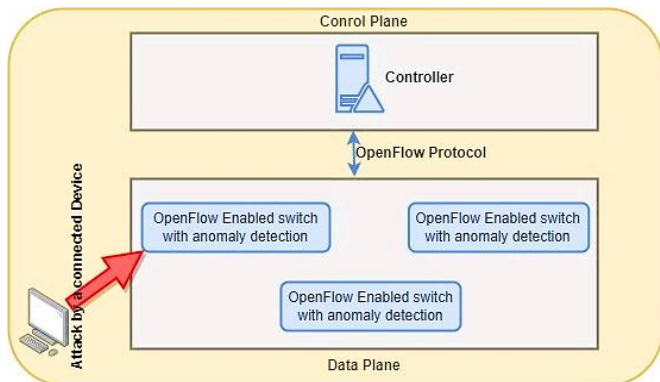 Conrol Plane
Controller
OpenFlow Protocol
Attack by a connected Device
OpenFlow Enabled switch
with anomaly detection
OpenFlow Enabled switch
with anomaly detection
OpenFlow Enabled switch
with anomaly detection
Data Plane